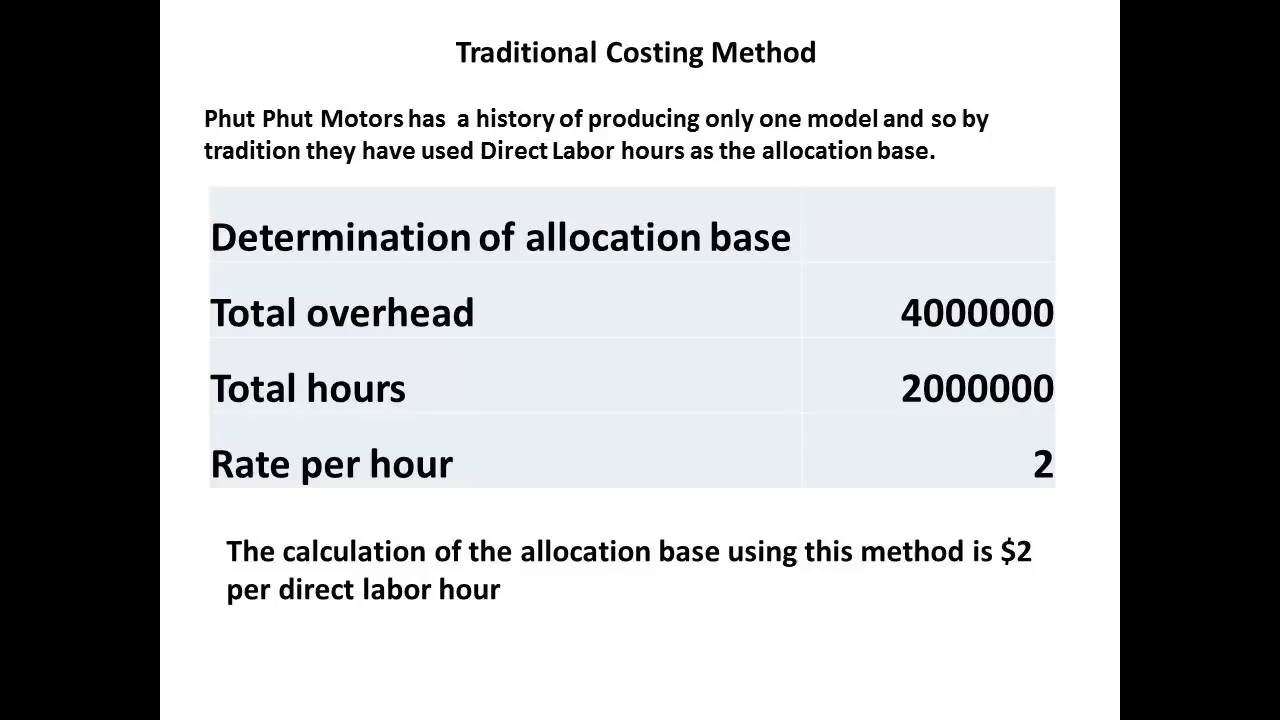 Traditional Costing Method
Phut Phut Motors has a history of producing only one model and so by
tradition they have used Direct Labor hours as the allocation base.
Determination of allocation base
Total overhead 4000000
Total hours 2000000
Rate per hour 2
The calculation of the allocation base using this method is $2
per direct labor hour